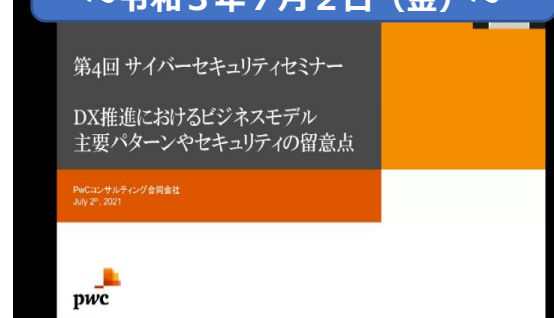 ～令和3年7月2日（金）～
第4回 サイバーセキュリティセミナー
DX推進におけるビジネスモデル
主要パターンやセキュリティの留意点
PwCコンサルティング合同会社
July 2ⁿᵈ, 2021
pwc